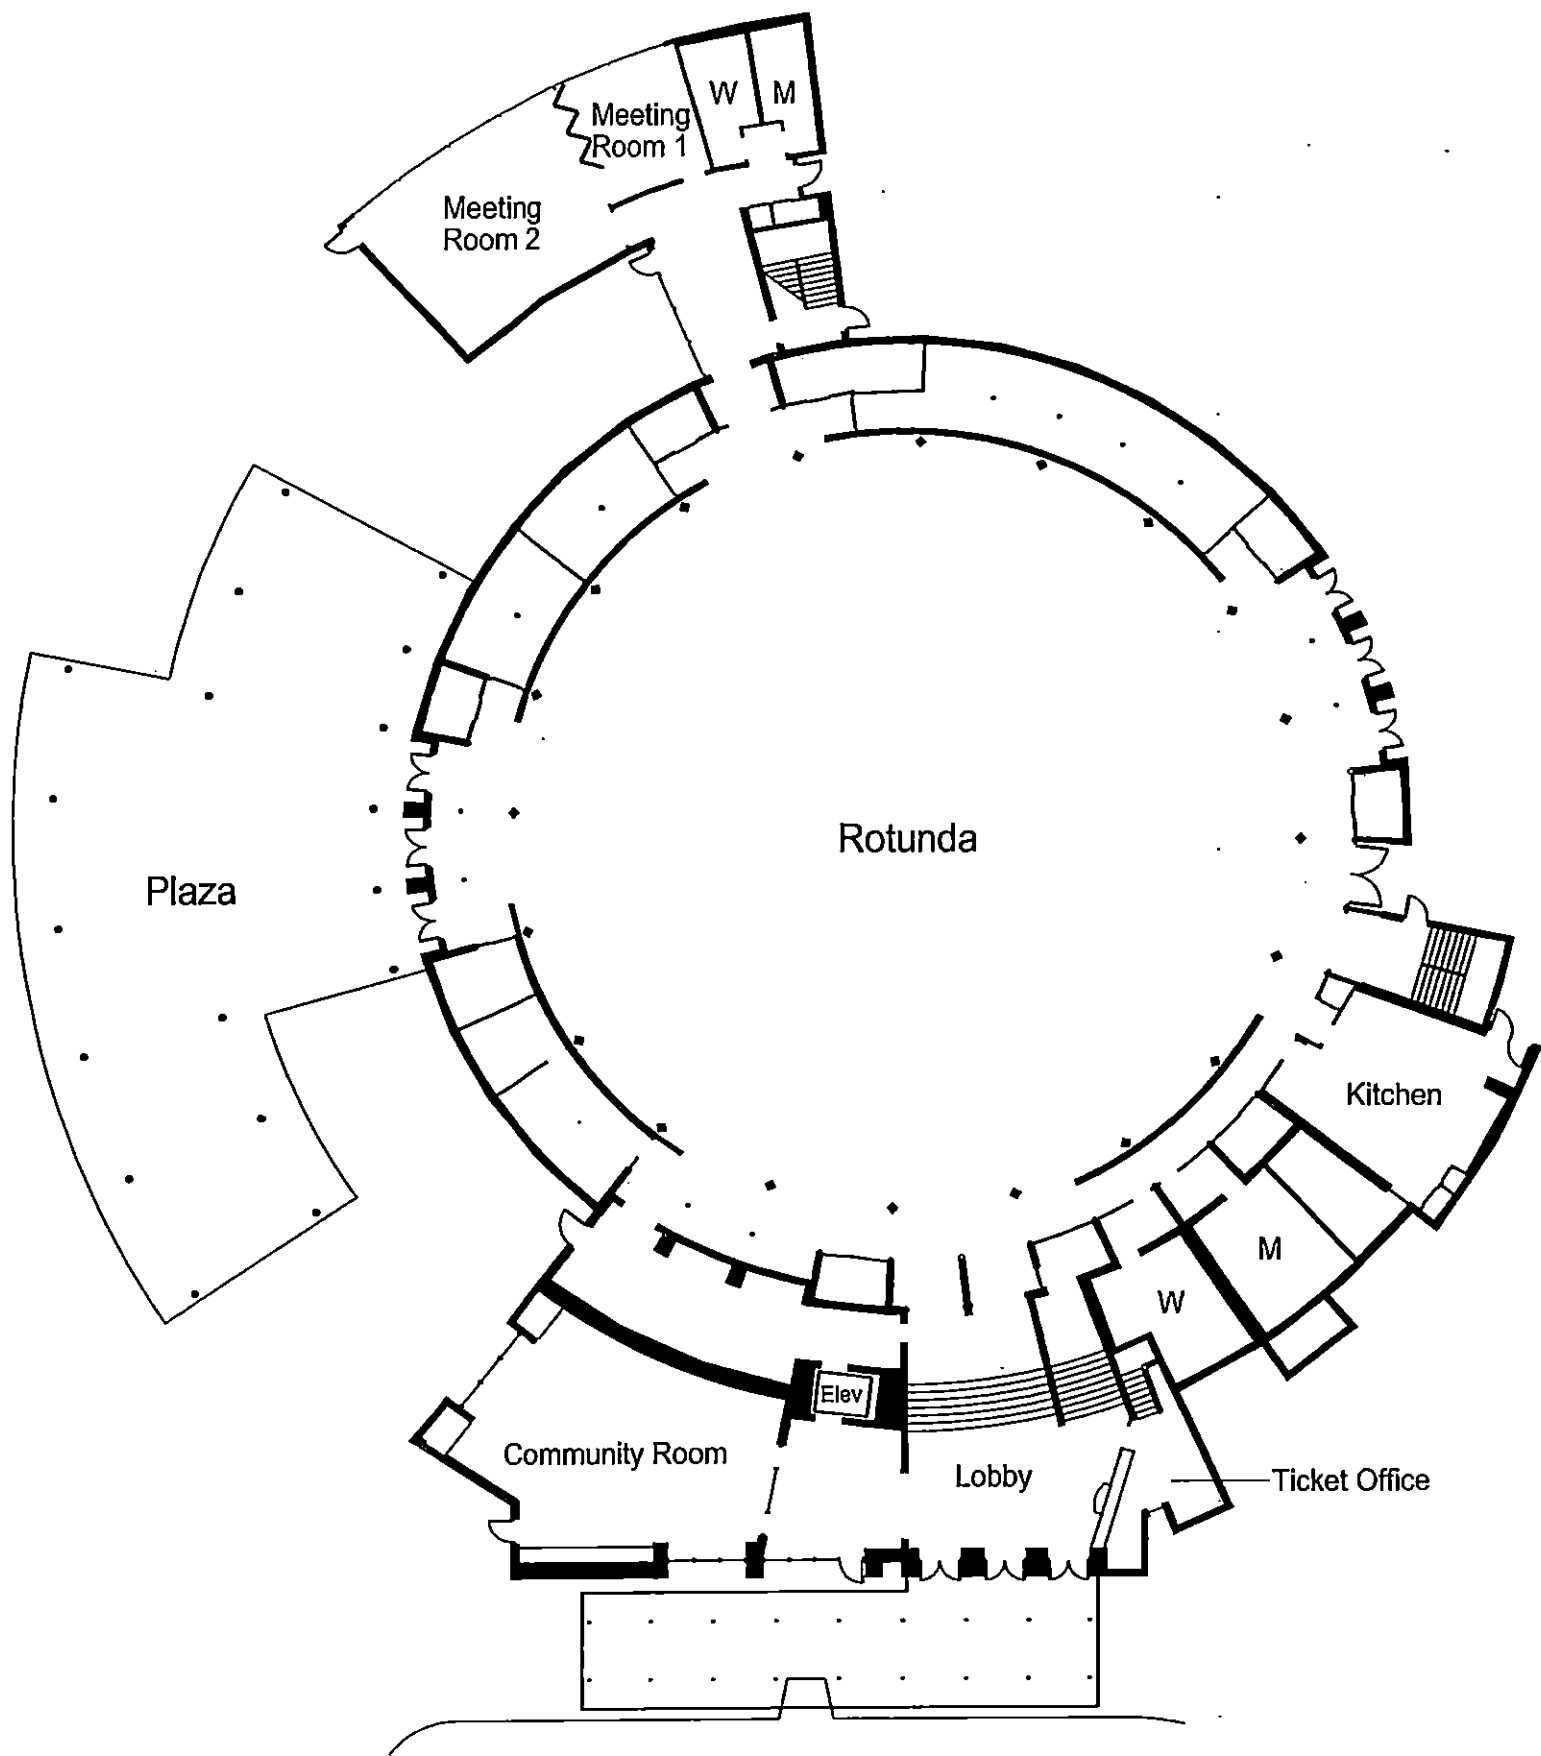 W
M
Meeting
Room 1
Meeting
Room 2
Rotunda
Plaza
Kitchen
M
W
Elev
Community Room
Lobby
Ticket Office